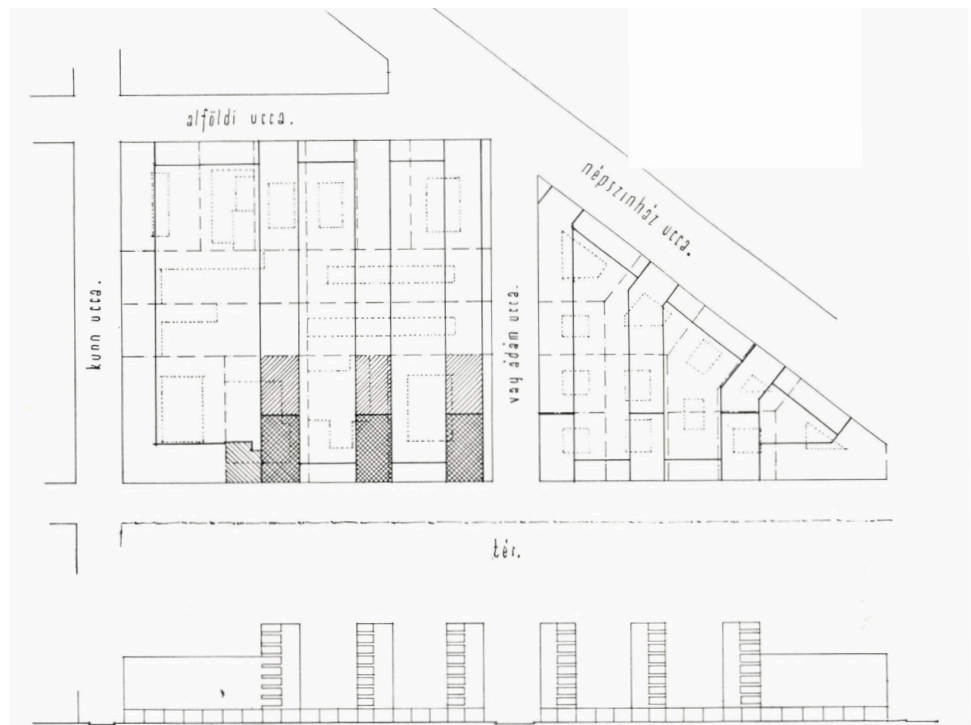 alföldi ucca.
népszinház ucca.
kunn ucca.
vay ádám ucca.
tér.